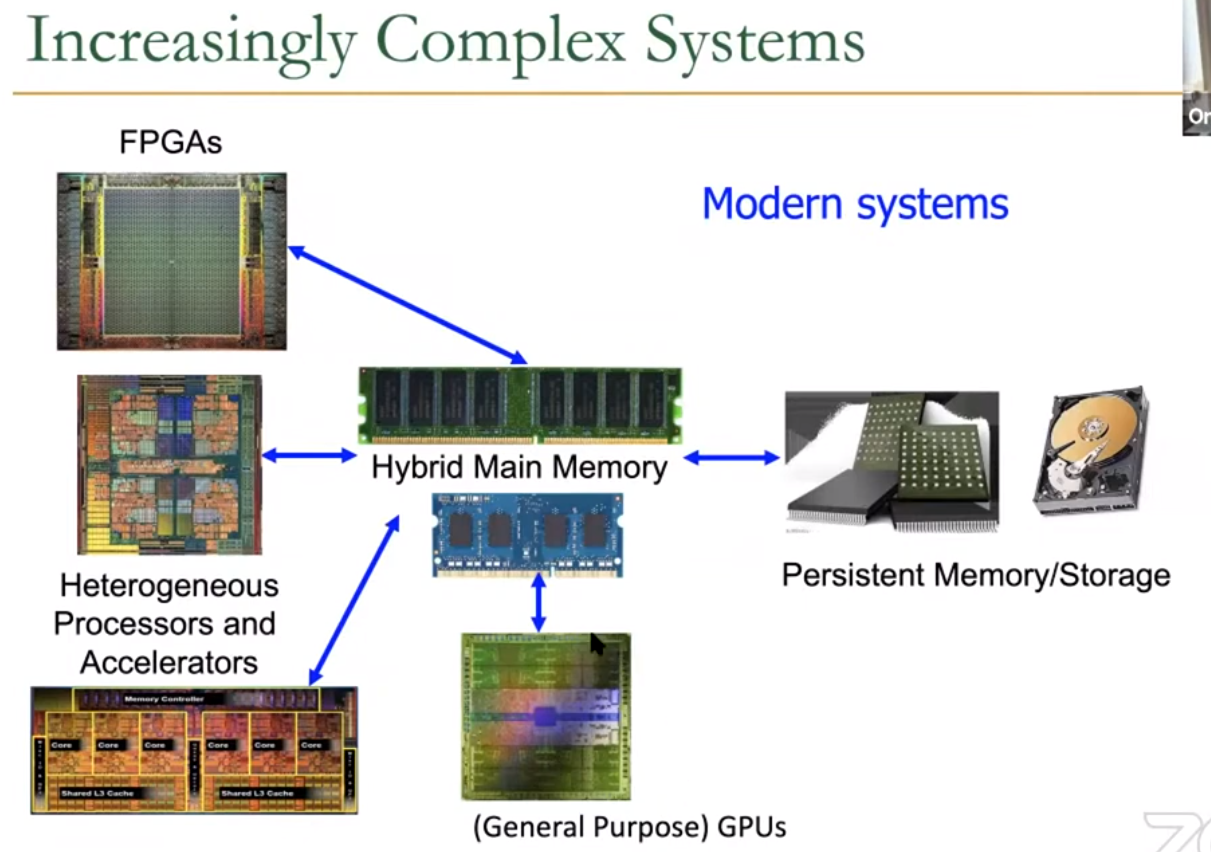 Increasingly Complex Systems
Or
FPGAs
Modern systems
Hybrid Main Memory
Heterogeneous
Processors and
Accelerators
Persistent Memory/Storage
Memory Controller
Core
Core
Core
Core
Core
Core
Shared L3 Cache
Shared L3 Cache
(General Purpose) GPUs